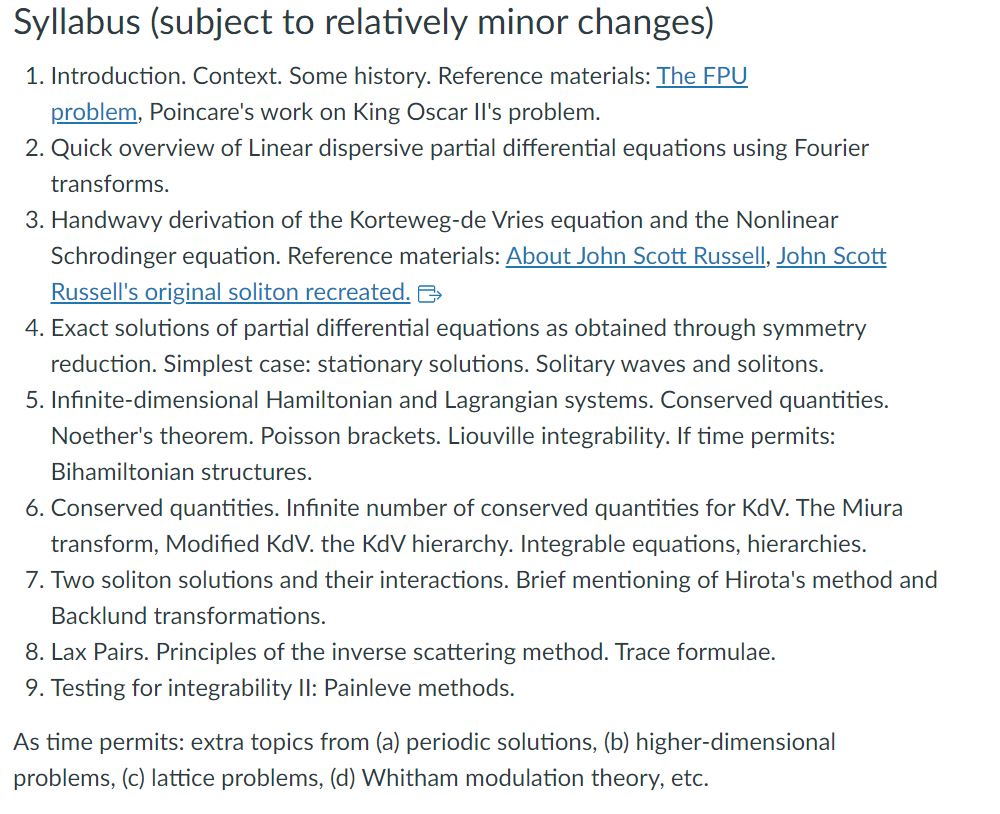 Syllabus (subject to relatively minor changes)
1. Introduction. Context. Some history. Reference materials: The FPU
problem, Poincare's work on King Oscar II's problem.
2. Quick overview of Linear dispersive partial differential equations using Fourier
transforms.
3. Handwavy derivation of the Korteweg-de Vries equation and the Nonlinear
Schrodinger equation. Reference materials: About John Scott Russell, John Scott
Russell's original soliton recreated.
4. Exact solutions of partial differential equations as obtained through symmetry
reduction. Simplest case: stationary solutions. Solitary waves and solitons.
5. Infinite-dimensional Hamiltonian and Lagrangian systems. Conserved quantities.
Noether's theorem. Poisson brackets. Liouville integrability. If time permits:
Bihamiltonian structures.
6. Conserved quantities. Infinite number of conserved quantities for KdV. The Miura
transform, Modified KdV. the KdV hierarchy. Integrable equations, hierarchies.
7. Two soliton solutions and their interactions. Brief mentioning of Hirota's method and
Backlund transformations.
8. Lax Pairs. Principles of the inverse scattering method. Trace formulae.
9. Testing for integrability II: Painleve methods.
As time permits: extra topics from (a) periodic solutions, (b) higher-dimensional
problems, (c) lattice problems, (d) Whitham modulation theory, etc.